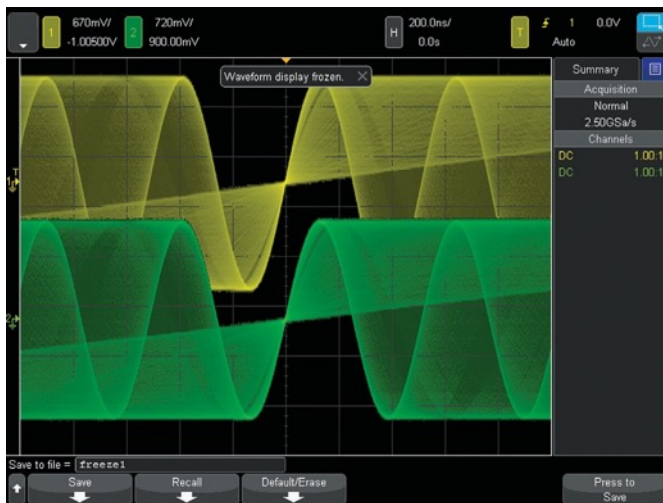 1 670mV/ 2 720mV/ H 200.0ns/ T 1 0.0V
-1.00500V 900.00mV 0.0s Auto
Waveform display frozen.
Summary
Acquisition
Normal
2.50GSa/s
Channels
DC 1.00:1
DC 1.00:1
T
1
2
Save to file = freeze1
Save Recall Default/Erase Press to
Save